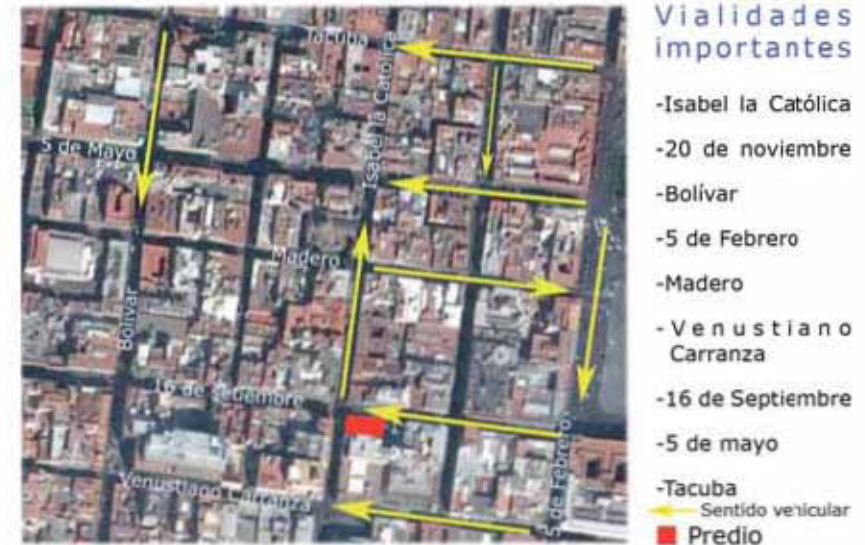 Tacuba
Isabel la Católica
5 de Mayo
Madero
Bolívar
16 de setiembre
Venustiano Carranza
5 de Febrero
Vialidades
importantes
-Isabel la Católica
-20 de noviembre
-Bolívar
-5 de Febrero
-Madero
-Venustiano
Carranza
-16 de Septiembre
-5 de mayo
-Tacuba
Sentido vehicular
Predio